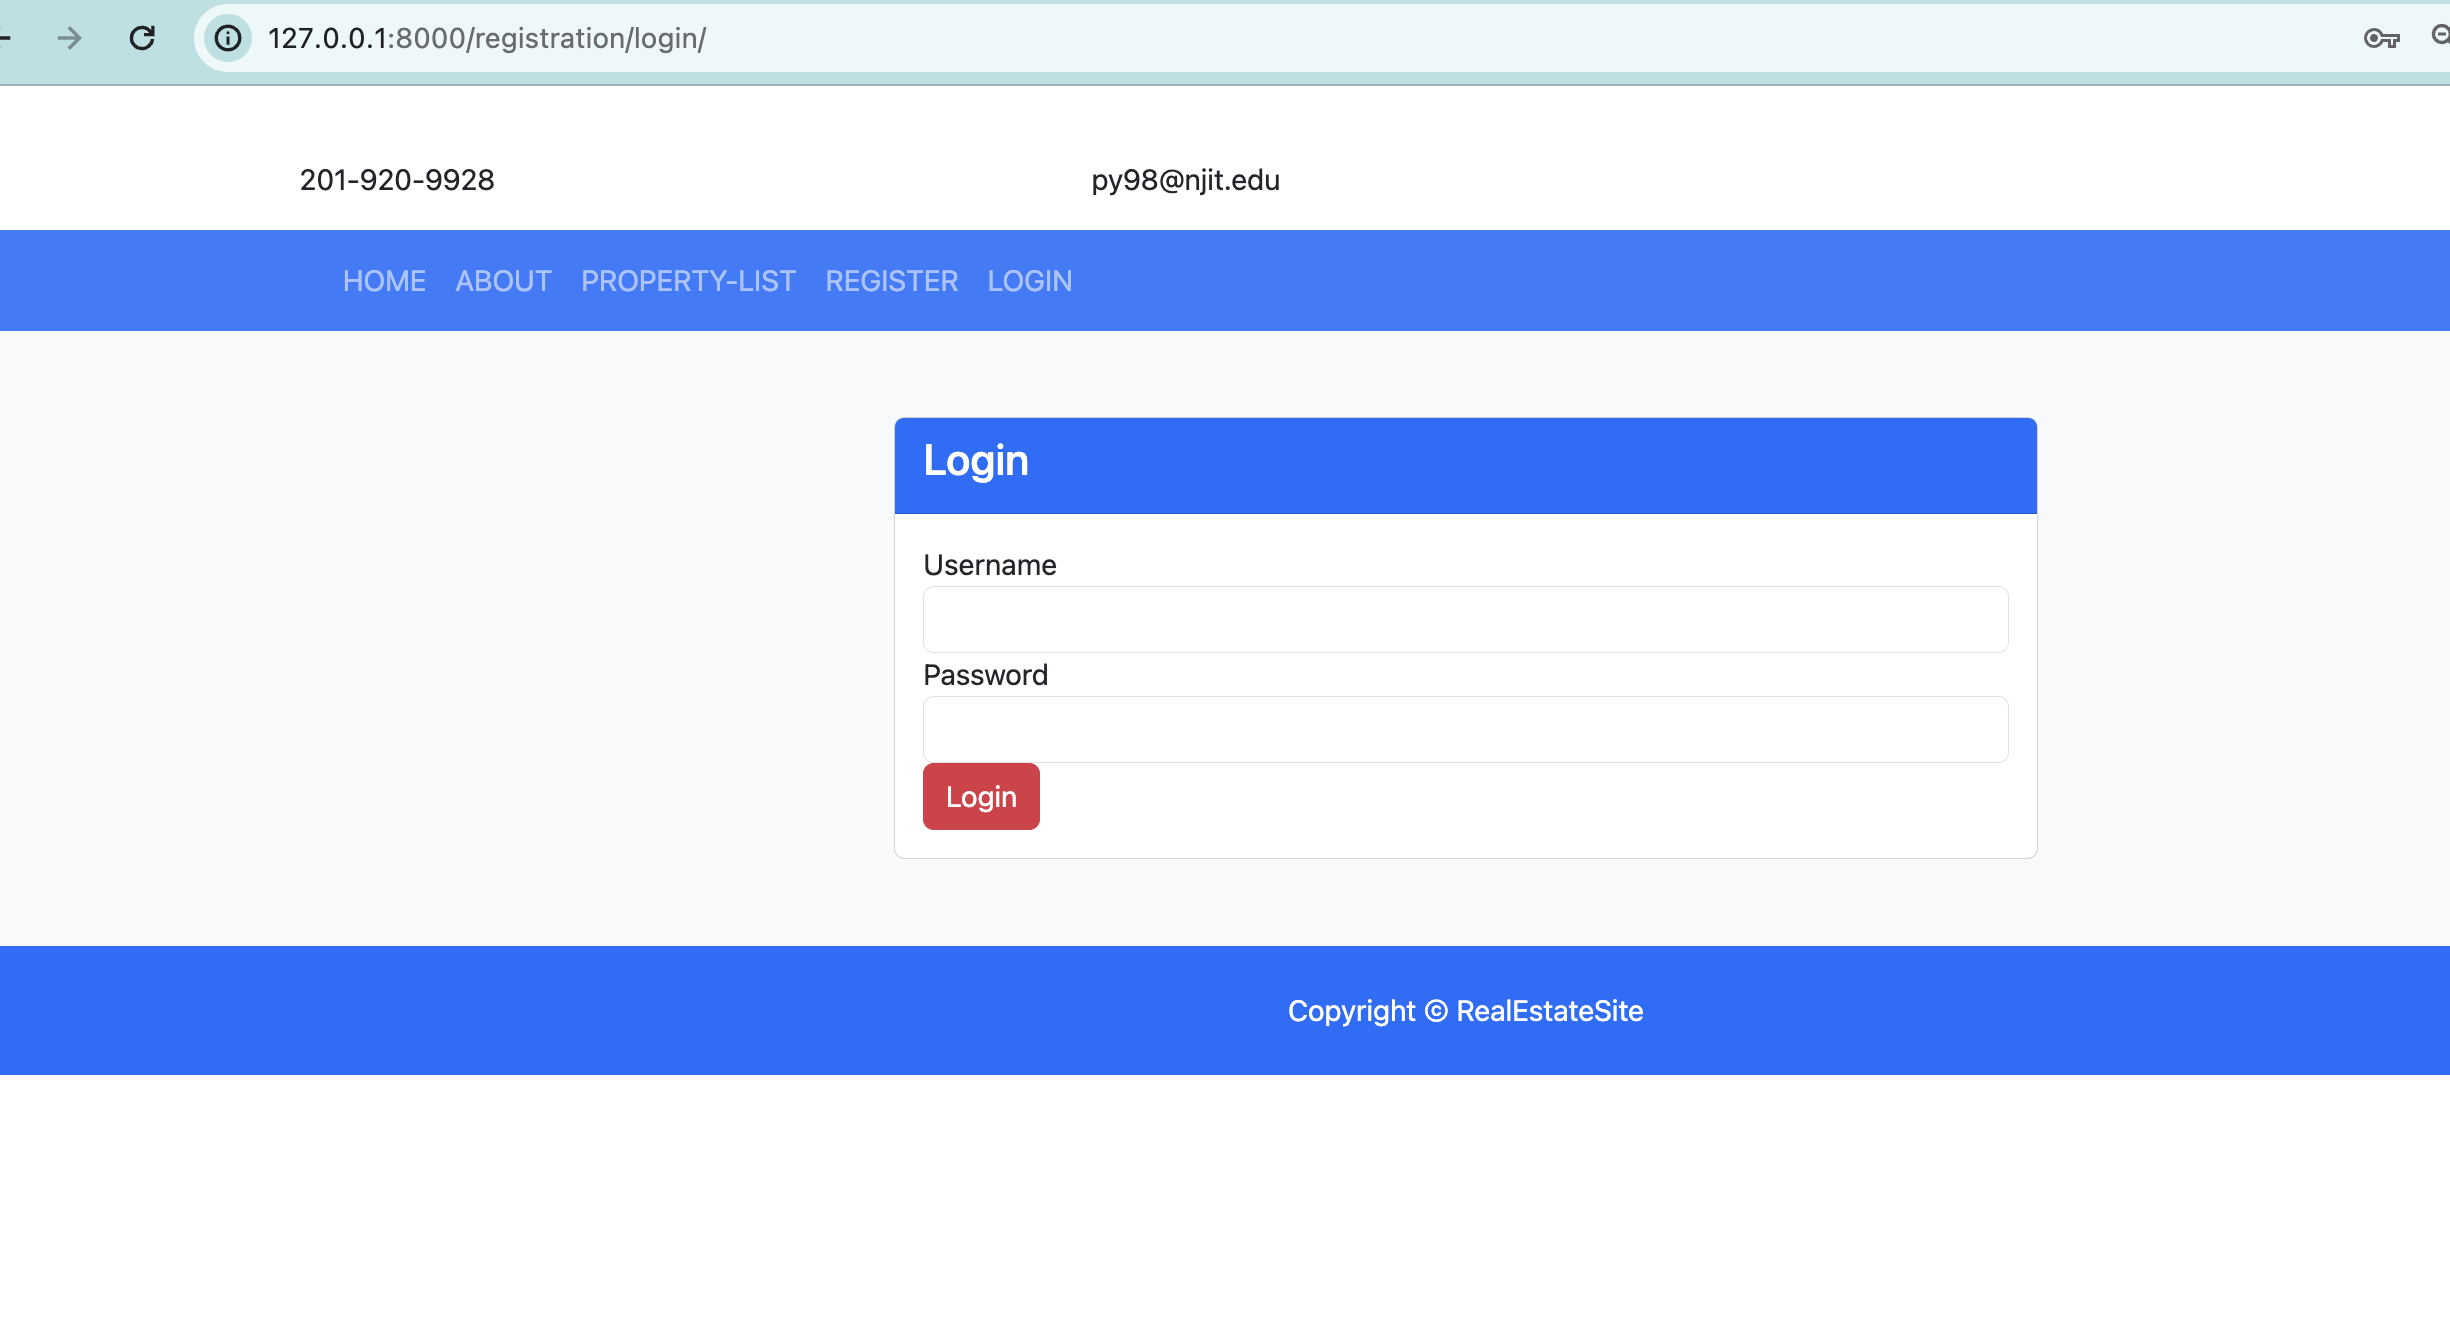 127.0.0.1:8000/registration/login/
201-920-9928 py98@njit.edu
HOME ABOUT PROPERTY-LIST REGISTER LOGIN
Login
Username
Password
Login
Copyright © RealEstateSite